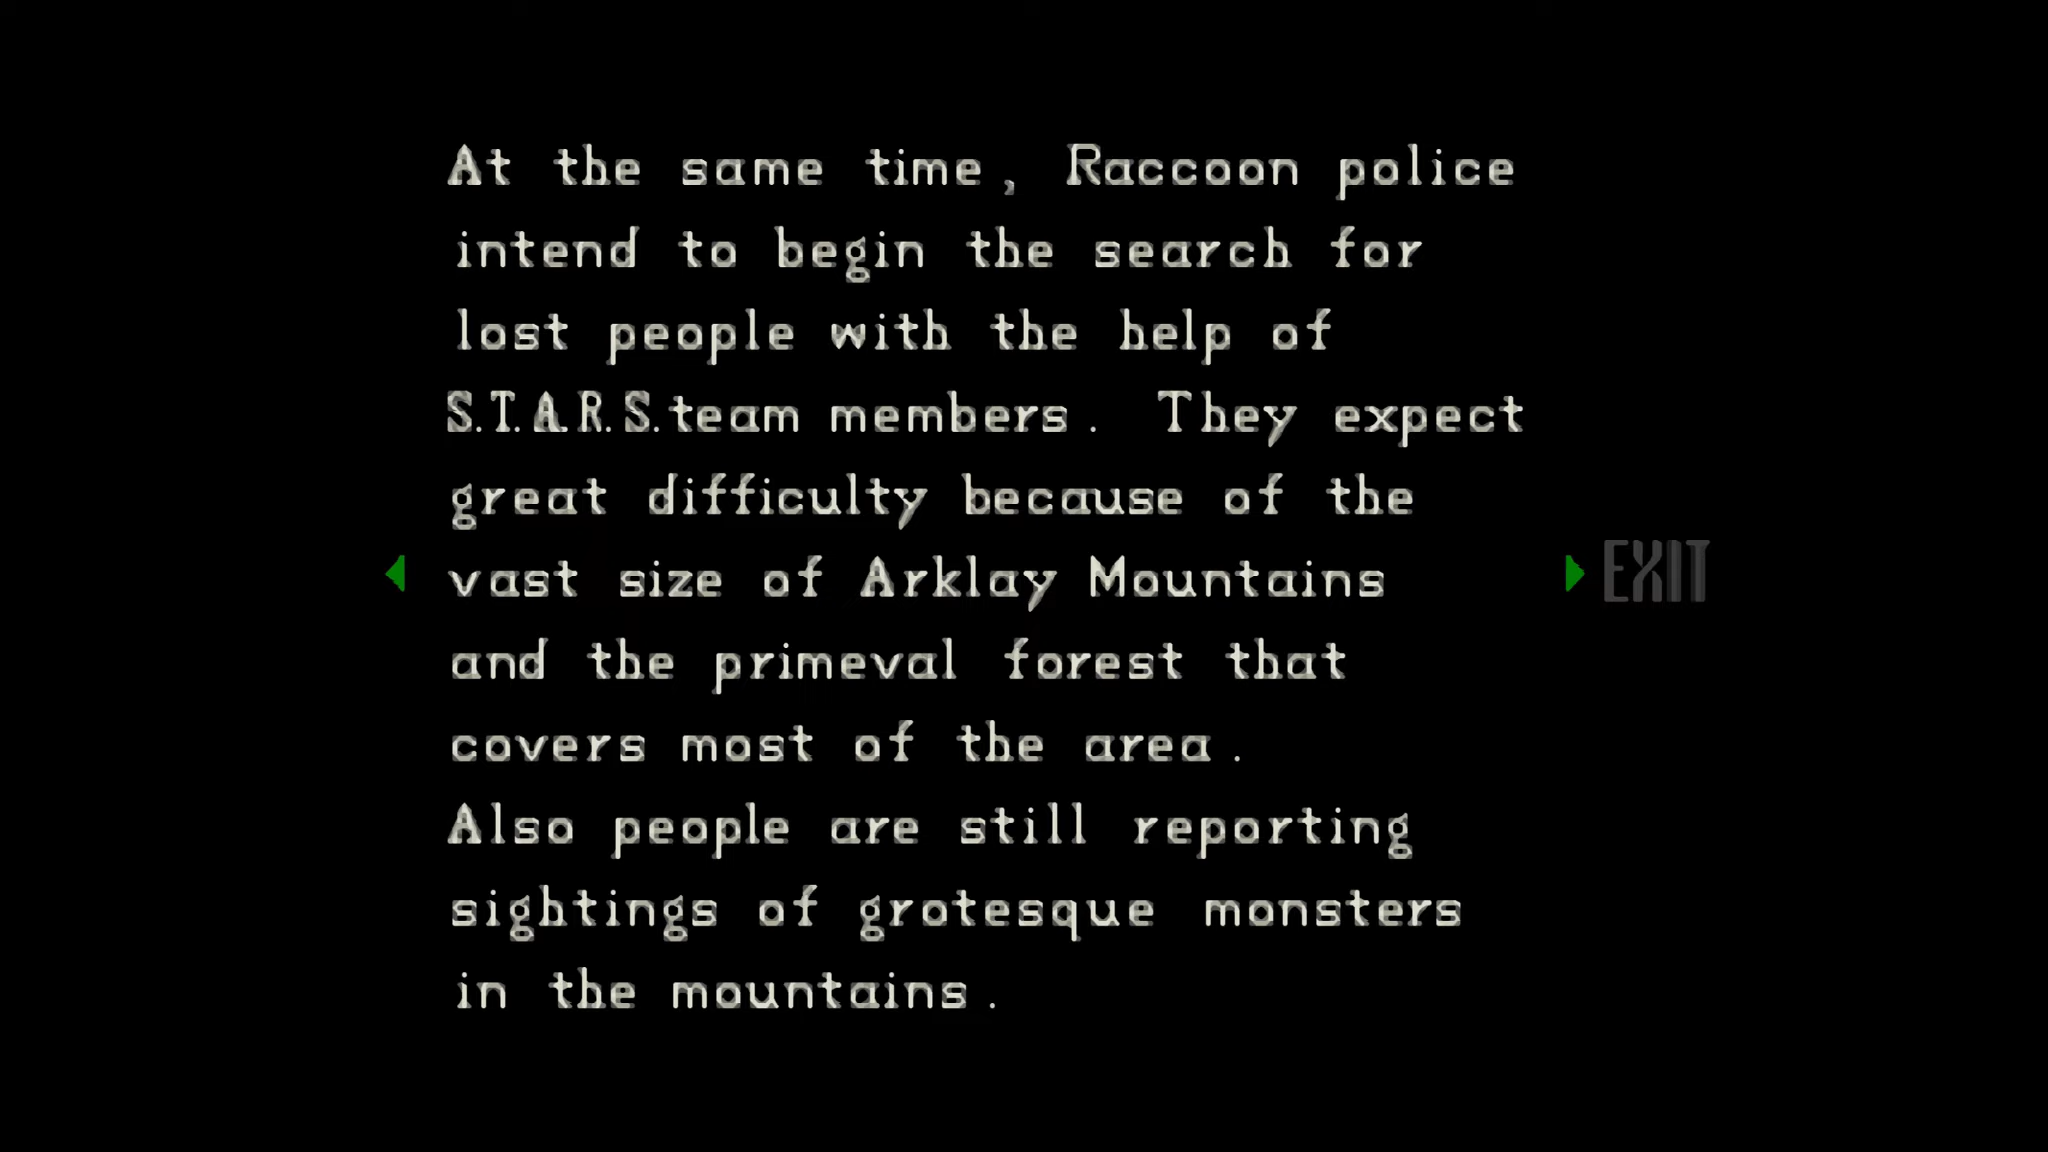 At the same time, Raccoon police
intend to begin the search for
lost people with the help of
S.T.A.R.S.team members. They expect
great difficulty because of the
vast size of Arklay Mountains
EXIT
and the primeval forest that
covers most of the area.
Also people are still reporting
sightings of grotesque monsters
in the mountains.